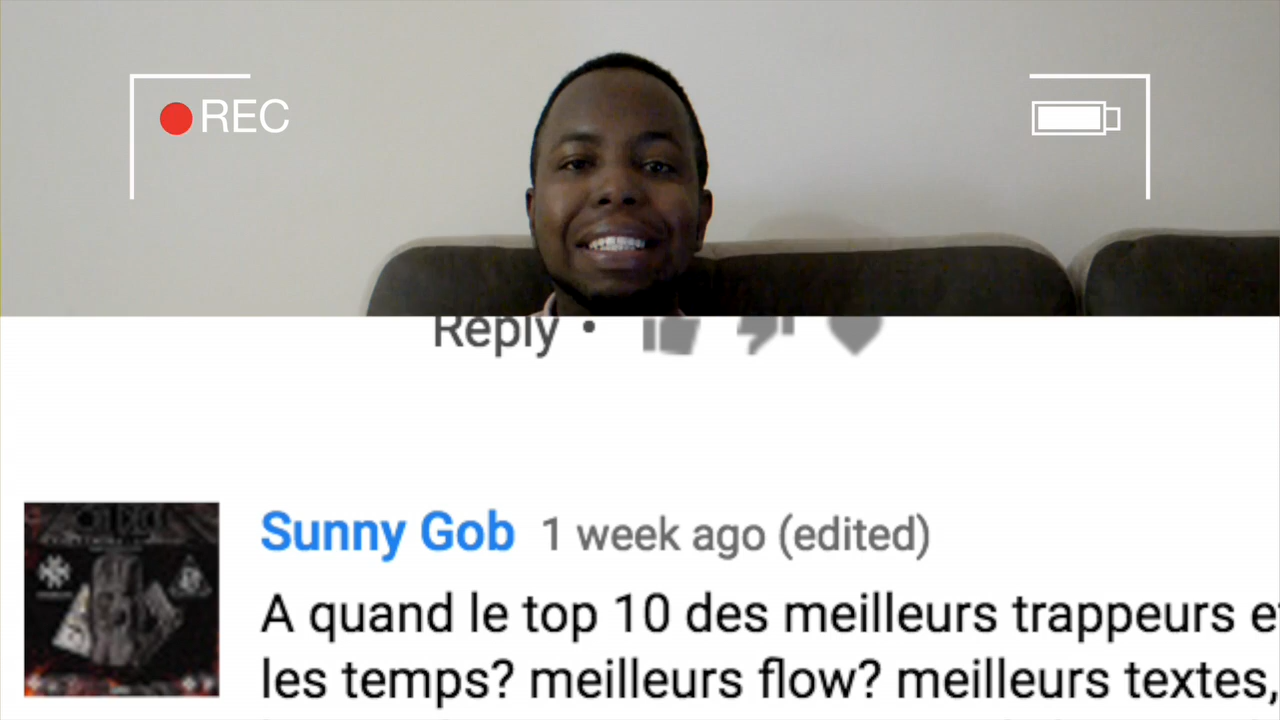 REC
Reply •
Sunny Gob 1 week ago (edited)
A quand le top 10 des meilleurs trappeurs et
les temps? meilleurs flow? meilleurs textes,